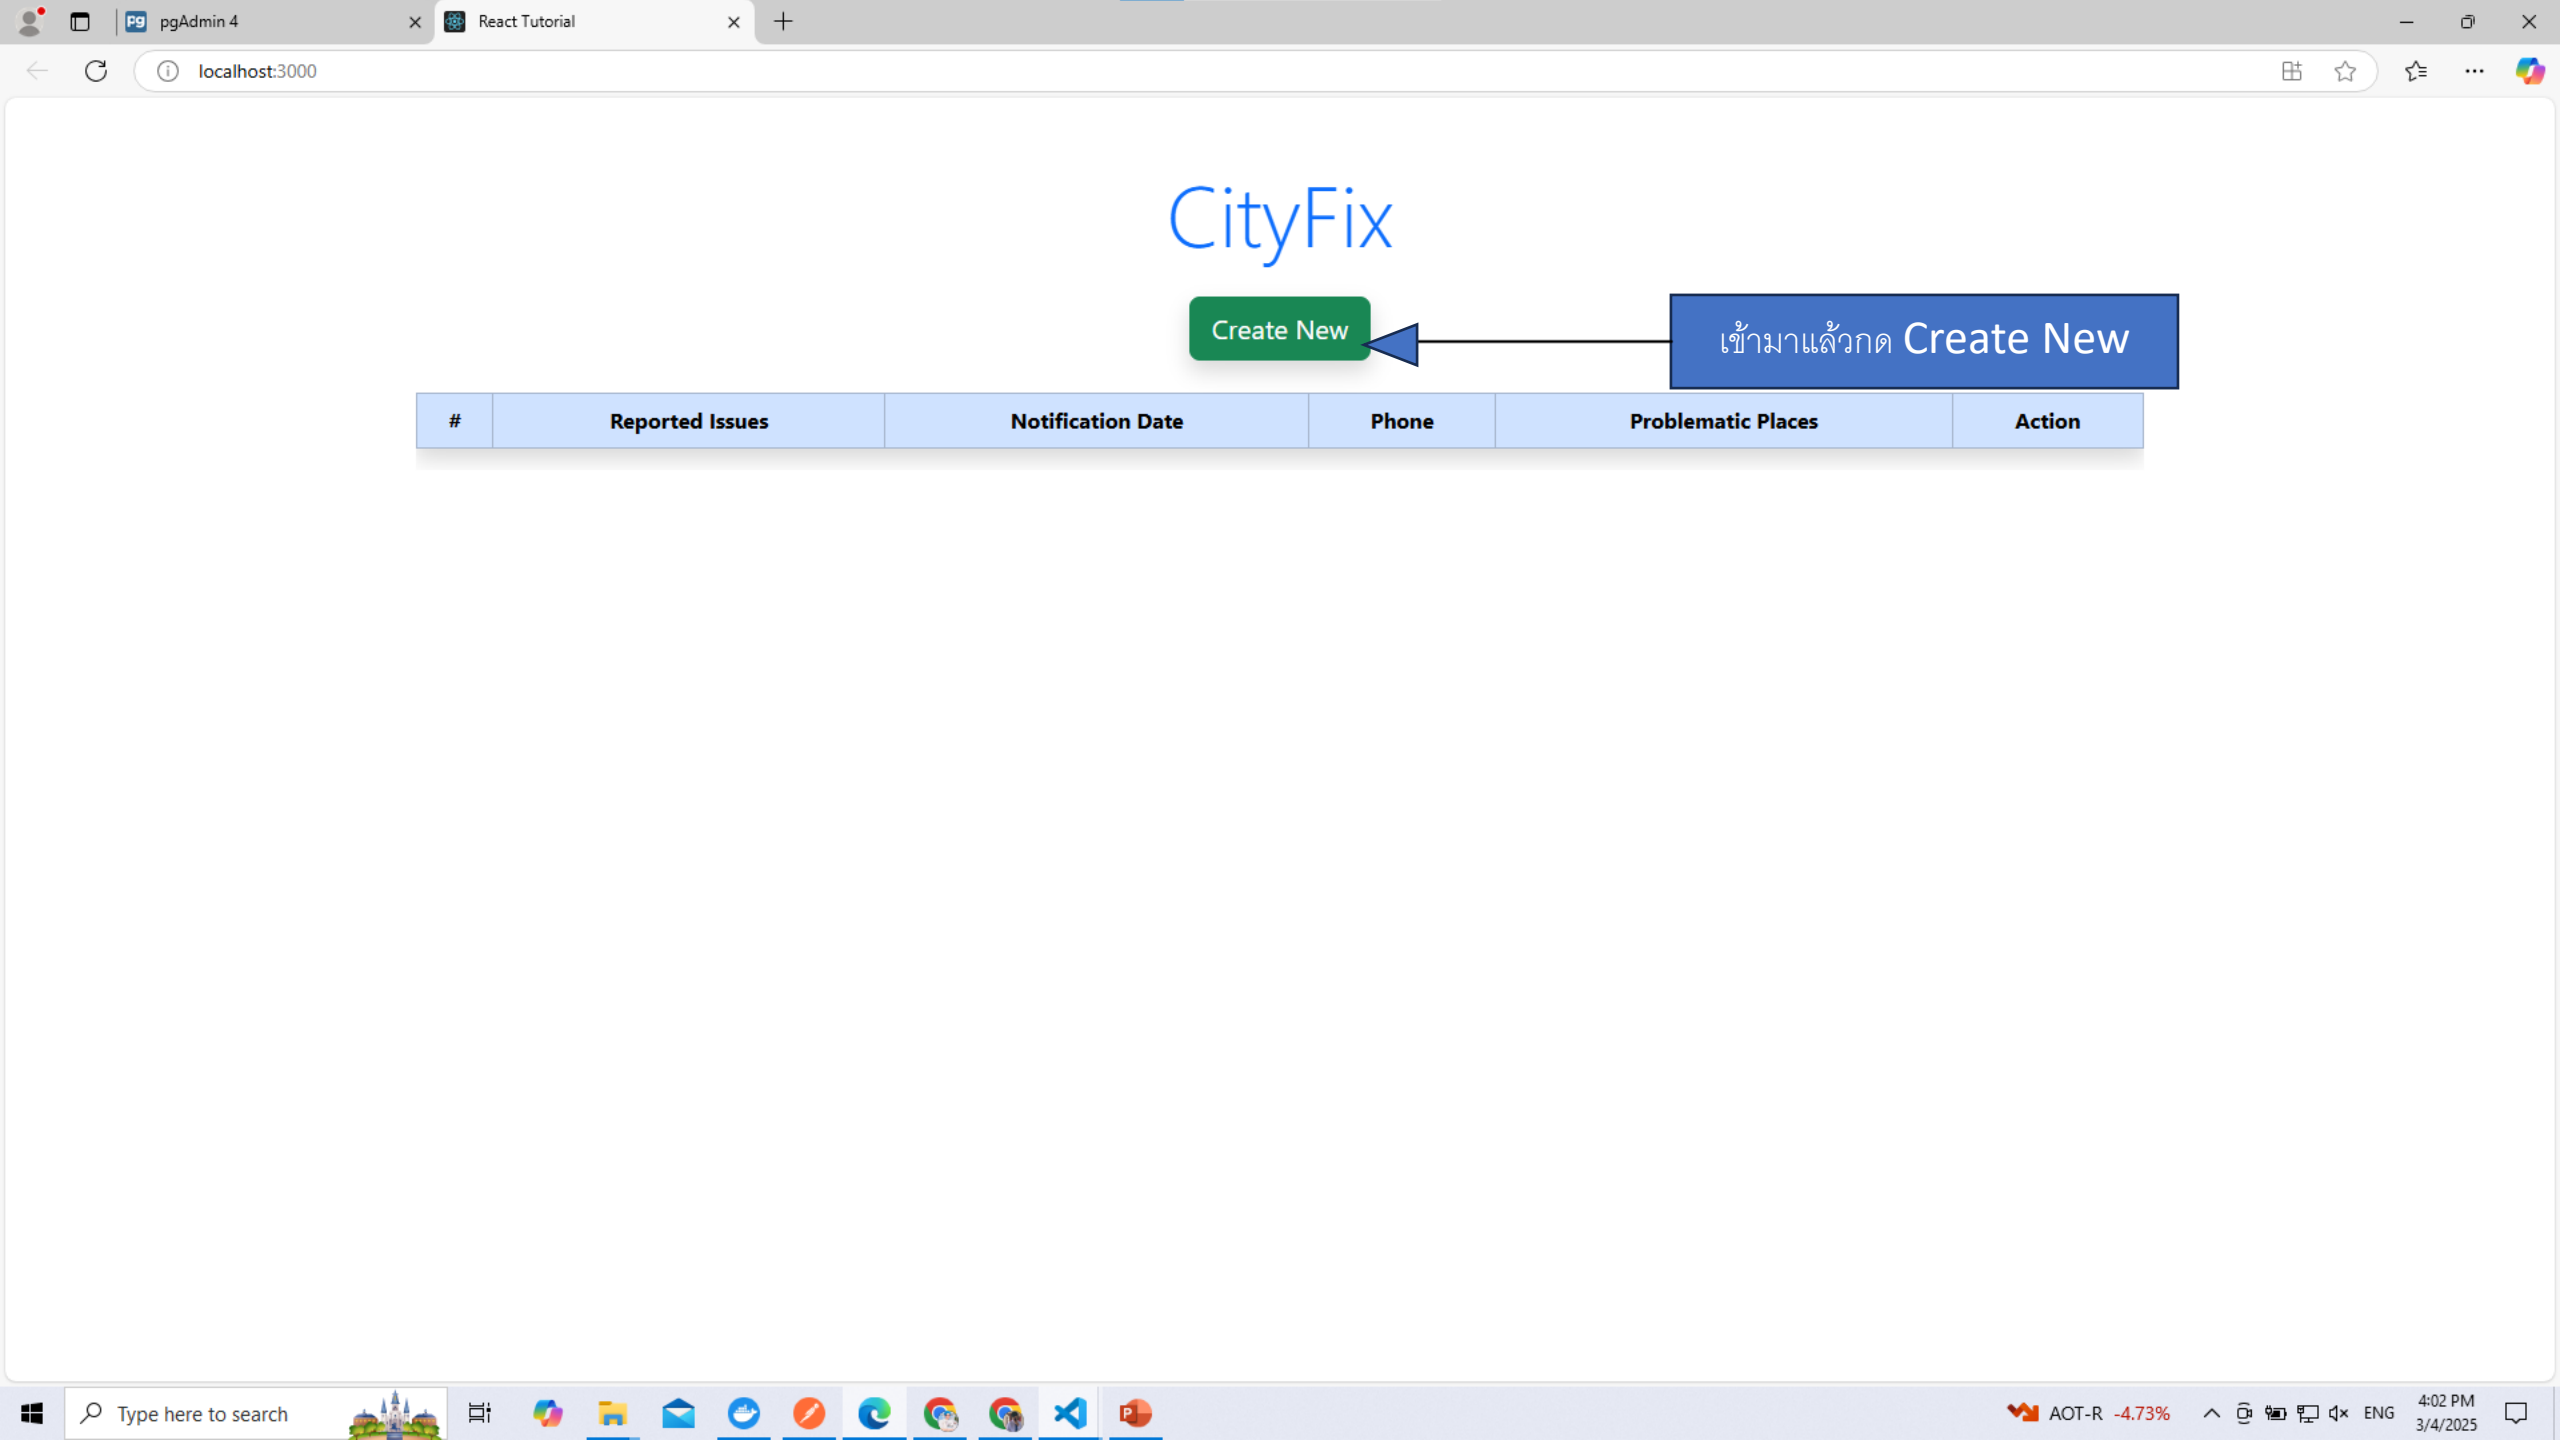 pgAdmin 4
React Tutorial
localhost:3000
CityFix
Create New
เข้ามาแล้วกด Create New
# Reported Issues Notification Date Phone Problematic Places Action
Type here to search
AOT-R -4.73%
ENG
4:02 PM
3/4/2025